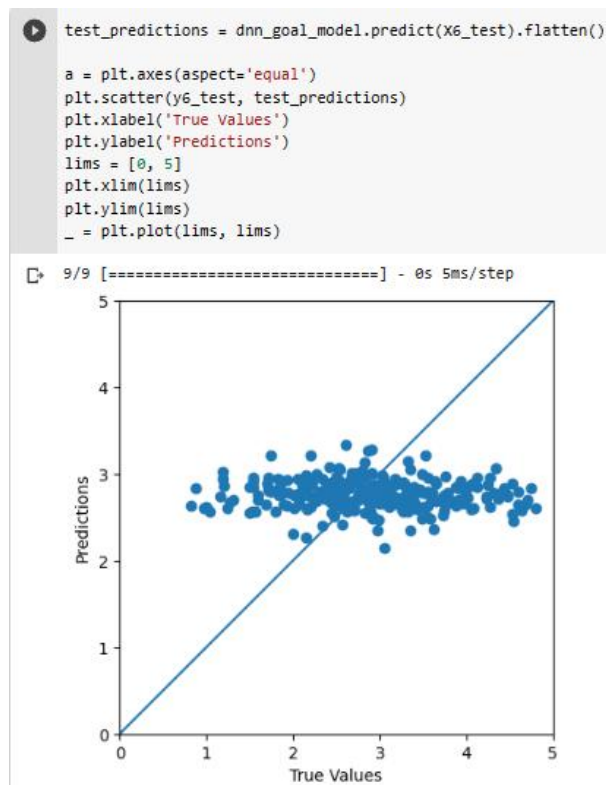 test_predictions = dnn_goal_model.predict(X6_test).flatten()
a = plt.axes(aspect='equal')
plt.scatter(y6_test, test_predictions)
plt.xlabel('True Values')
plt.ylabel('Predictions')
lims = [0, 5]
plt.xlim(lims)
plt.ylim(lims)
_ = plt.plot(lims, lims)
9/9 [==============================] - 0s 5ms/step
5
4
3
2
1
0
Predictions
0 1 2 3 4 5
True Values